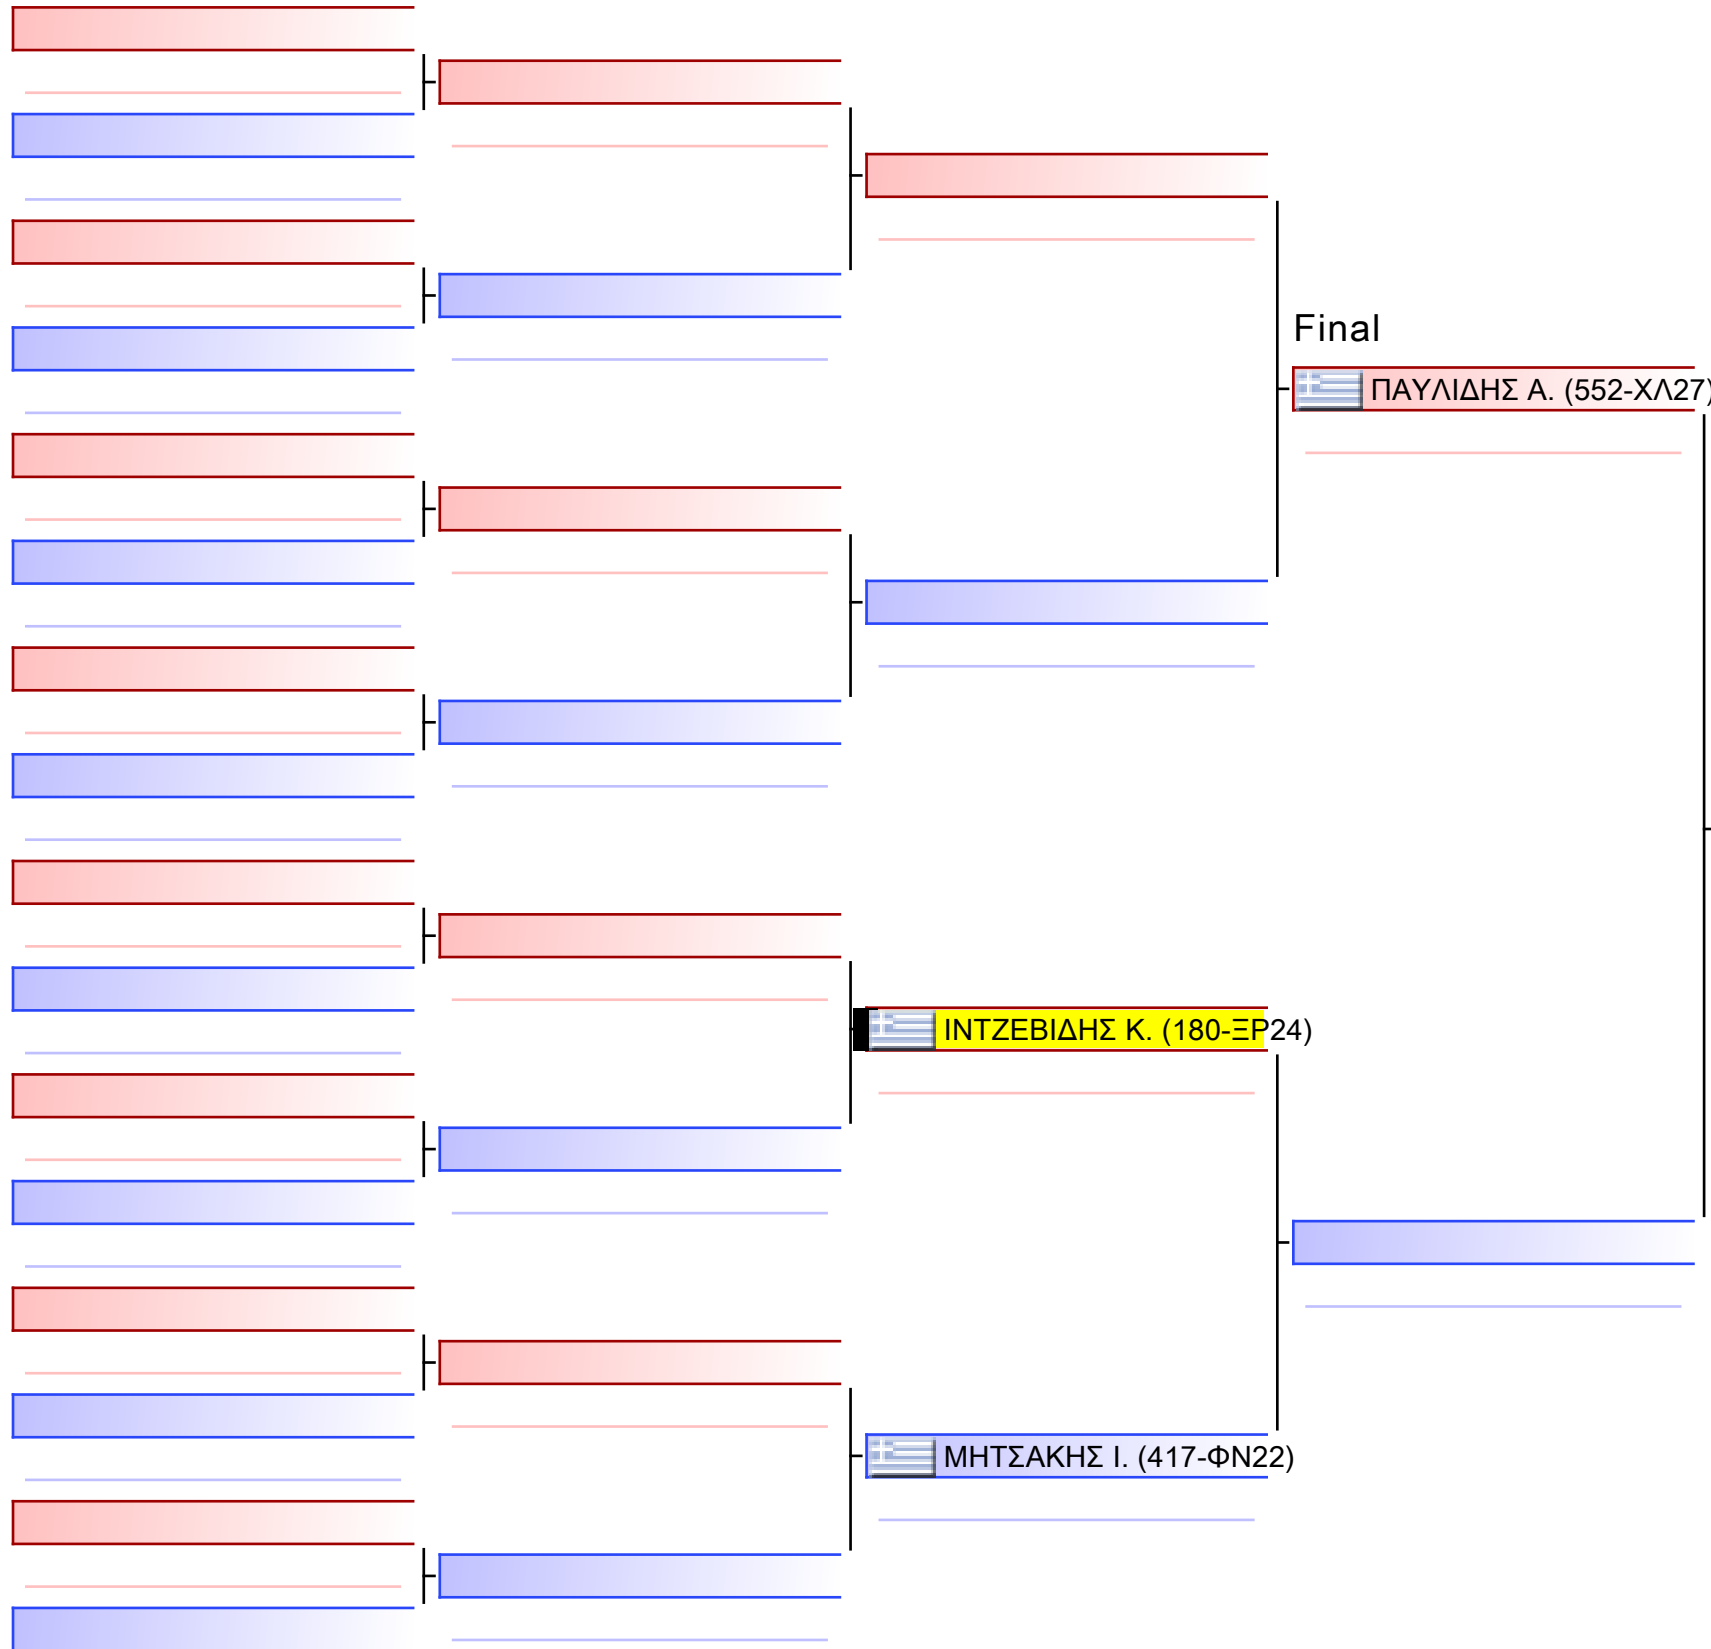 Final
ΠΑΥΛΙΔΗΣ Α. (552-ΧΛ27)
ΙΝΤΖΕΒΙΔΗΣ Κ. (180-ΞΡ24)
ΜΗΤΣΑΚΗΣ Ι. (417-ΦΝ22)